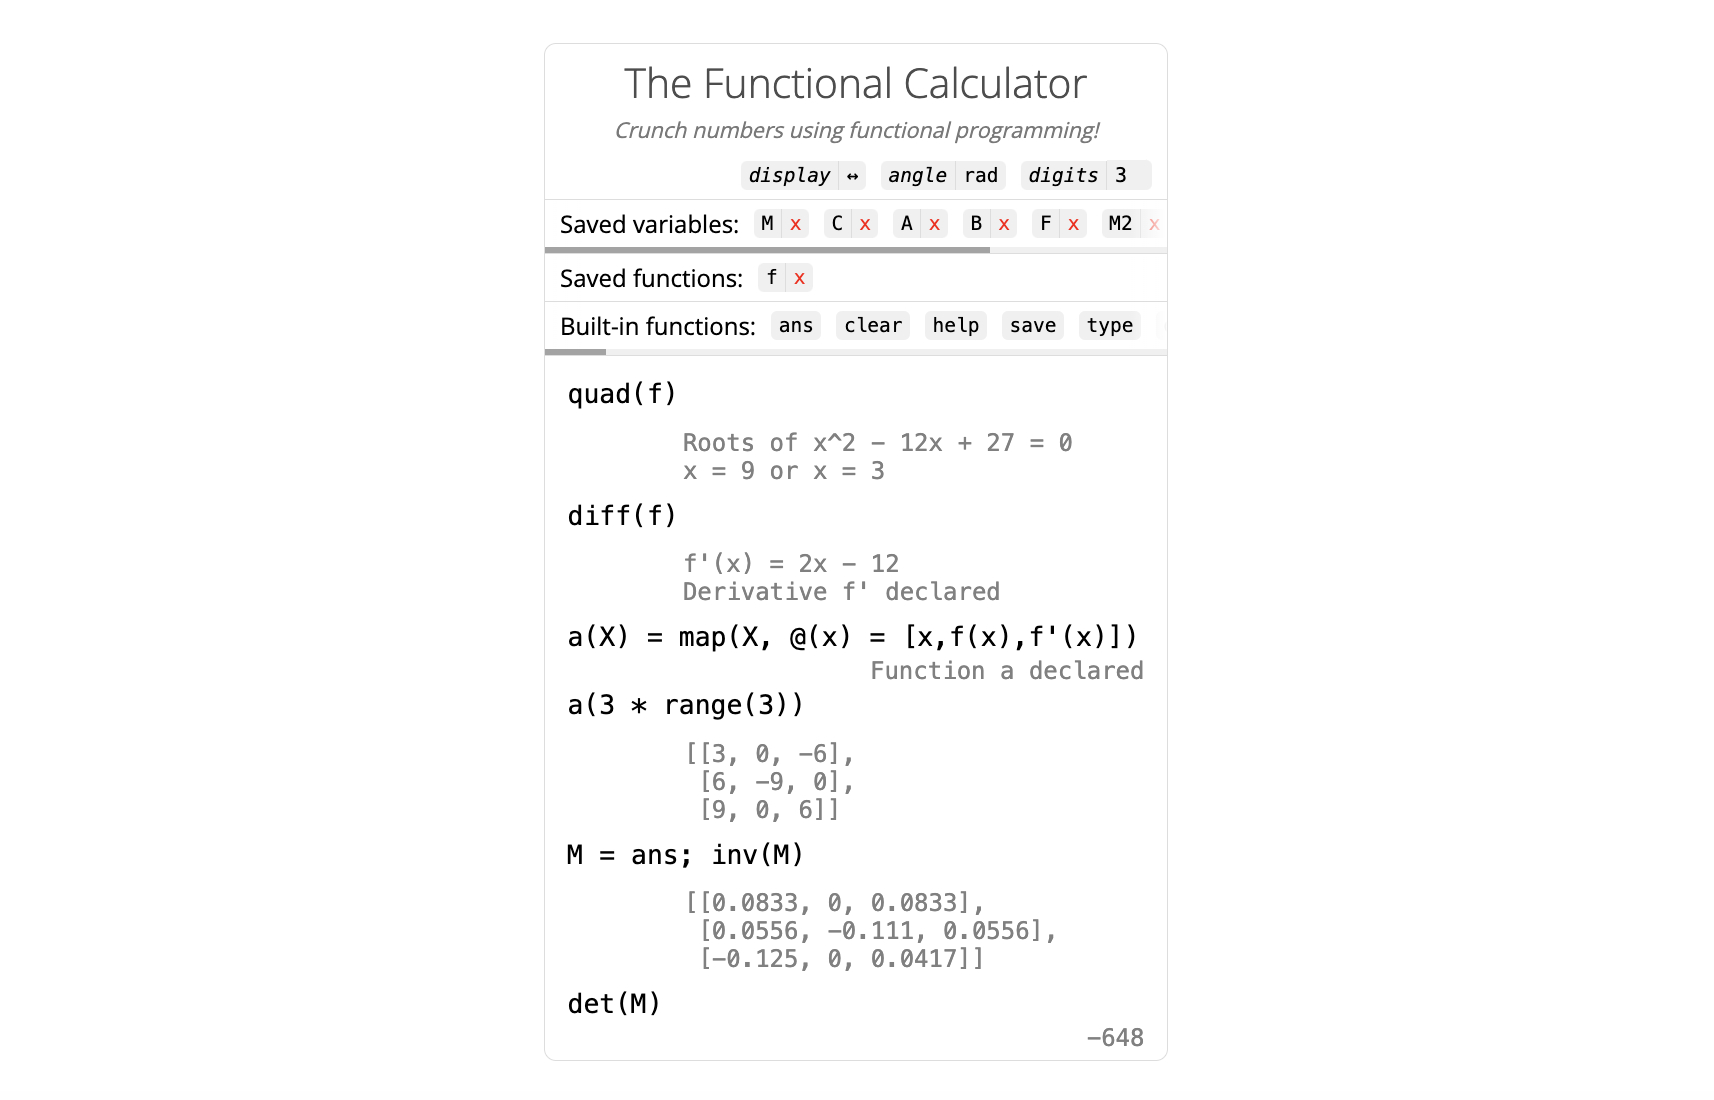 The Functional Calculator
Crunch numbers using functional programming!
display ↔ angle rad digits 3
Saved variables: M x C x A x B x F x M2 x
Saved functions: f x
Built-in functions: ans clear help save type
quad(f)
Roots of x^2 − 12x + 27 = 0
x = 9 or x = 3
diff(f)
f'(x) = 2x − 12
Derivative f' declared
a(X) = map(X, @(x) = [x,f(x),f'(x)])
Function a declared
a(3 * range(3))
[[3, 0, −6],
[6, −9, 0],
[9, 0, 6]]
M = ans; inv(M)
[[0.0833, 0, 0.0833],
[0.0556, −0.111, 0.0556],
[−0.125, 0, 0.0417]]
det(M)
−648